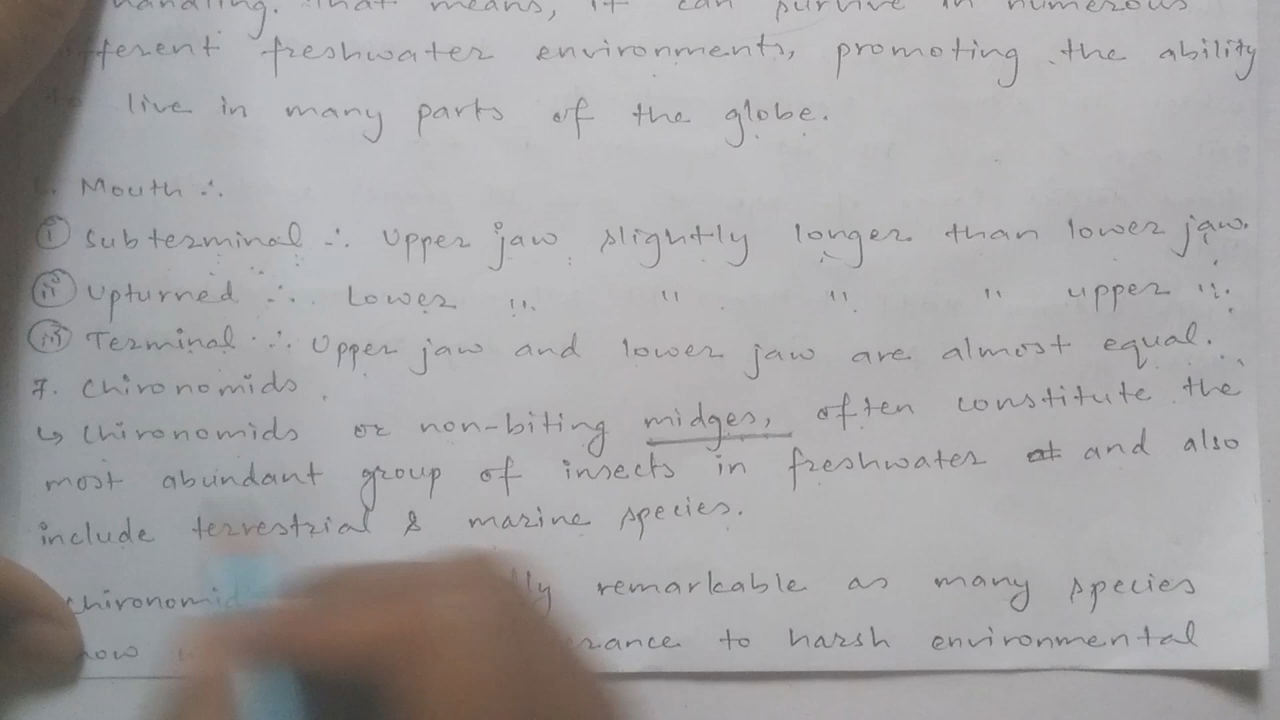 handling. That means, it can survive in numerous
different freshwater environments, promoting the ability
live in many parts of the globe.
Mouth :.
(i) Subterminal :. Upper jaw slightly longer than lower jaw.
(ii) Upturned :. Lower " " " " upper ".
(iii) Terminal :. Upper jaw and lower jaw are almost equal.
7. Chironomids
↳ Chironomids or non-biting midges, often constitute the
most abundant group of insects in freshwater and also
include terrestrial & marine species.
Chironomid remarkable as many species
to harsh environmental